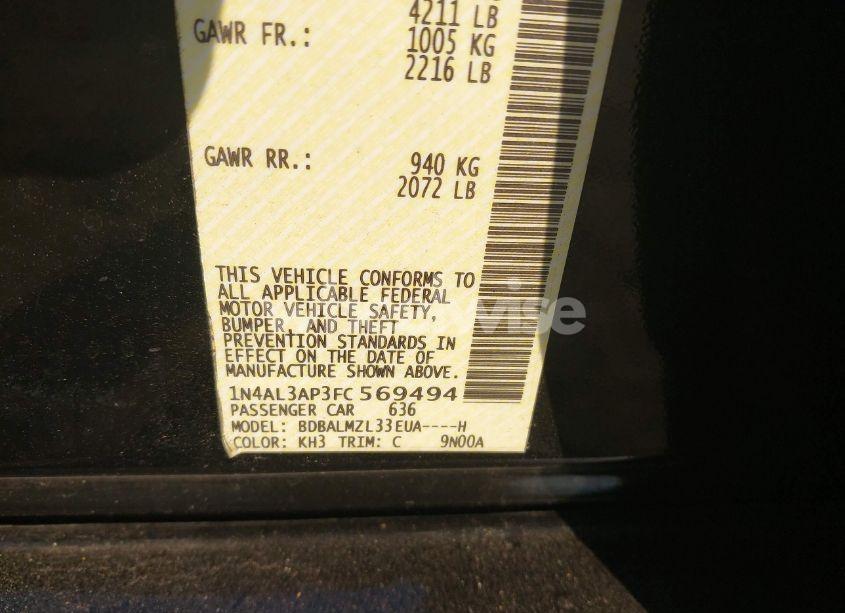 4211 LB
GAWR FR.: 1005 KG
2216 LB
GAWR RR.: 940 KG
2072 LB
THIS VEHICLE CONFORMS TO
ALL APPLICABLE FEDERAL
MOTOR VEHICLE SAFETY,
BUMPER, AND THEFT
PREVENTION STANDARDS IN
EFFECT ON THE DATE OF
MANUFACTURE SHOWN ABOVE.
1N4AL3AP3FC569494
PASSENGER CAR 636
MODEL: BDBALMZL33EUA----H
COLOR: KH3 TRIM: C 9N00A